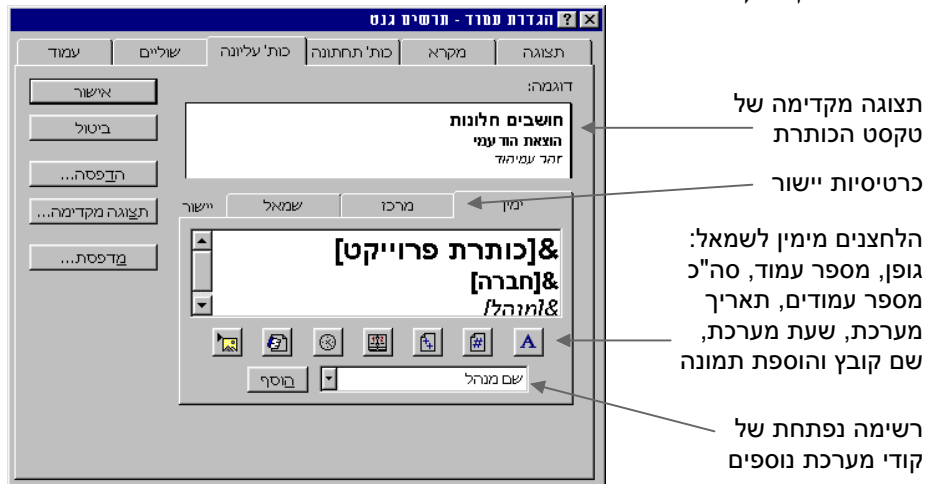 הגדרת עמוד - תרשים גנט
תצוגה
מקרא
כות' תחתונה
כות' עליונה
שוליים
עמוד
דוגמה:
חושבים חלונות
הוצאת הוד עמי
זהר עמיהוד
אישור
ביטול
הדפסה...
תצוגה מקדימה...
מדפסת...
יישור
ימין
מרכז
שמאל
&[כותרת פרוייקט]
&[חברה]
&[מנהל]
A
#
שם מנהל
הוסף
תצוגה מקדימה של
טקסט הכותרת
כרטיסיות יישור
הלחצנים מימין לשמאל:
גופן, מספר עמוד, סה"כ
מספר עמודים, תאריך
מערכת, שעת מערכת,
שם קובץ והוספת תמונה
רשימה נפתחת של
קודי מערכת נוספים